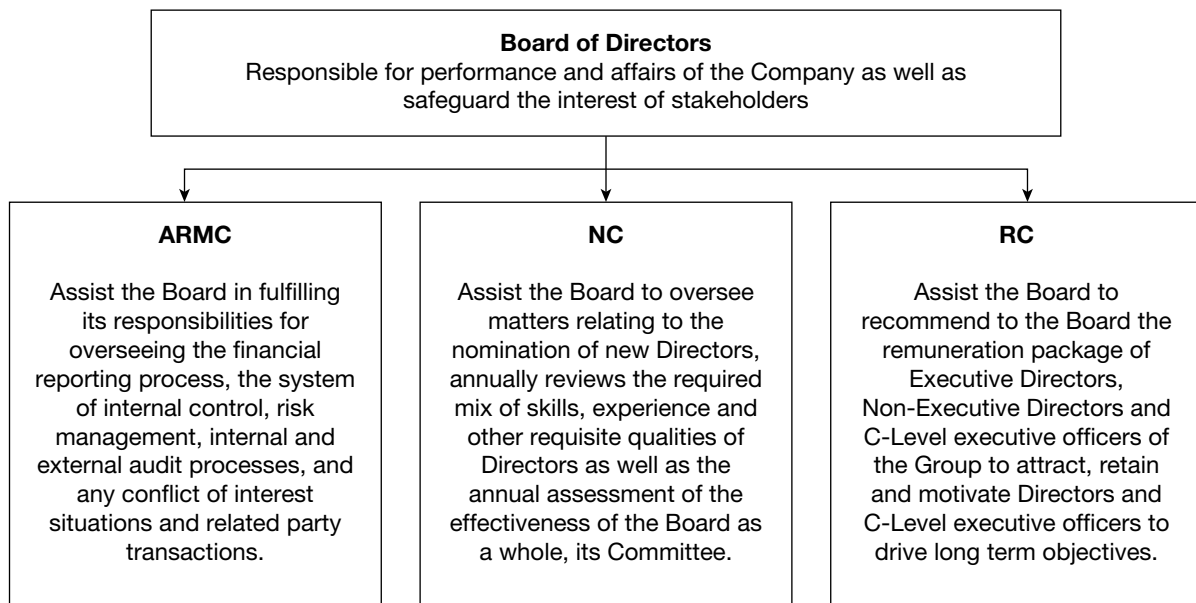 Board of Directors
Responsible for performance and affairs of the Company as well as
safeguard the interest of stakeholders
ARMC
Assist the Board in fulfilling
its responsibilities for
overseeing the financial
reporting process, the system
of internal control, risk
management, internal and
external audit processes, and
any conflict of interest
situations and related party
transactions.
NC
Assist the Board to oversee
matters relating to the
nomination of new Directors,
annually reviews the required
mix of skills, experience and
other requisite qualities of
Directors as well as the
annual assessment of the
effectiveness of the Board as
a whole, its Committee.
RC
Assist the Board to
recommend to the Board the
remuneration package of
Executive Directors,
Non-Executive Directors and
C-Level executive officers of
the Group to attract, retain
and motivate Directors and
C-Level executive officers to
drive long term objectives.